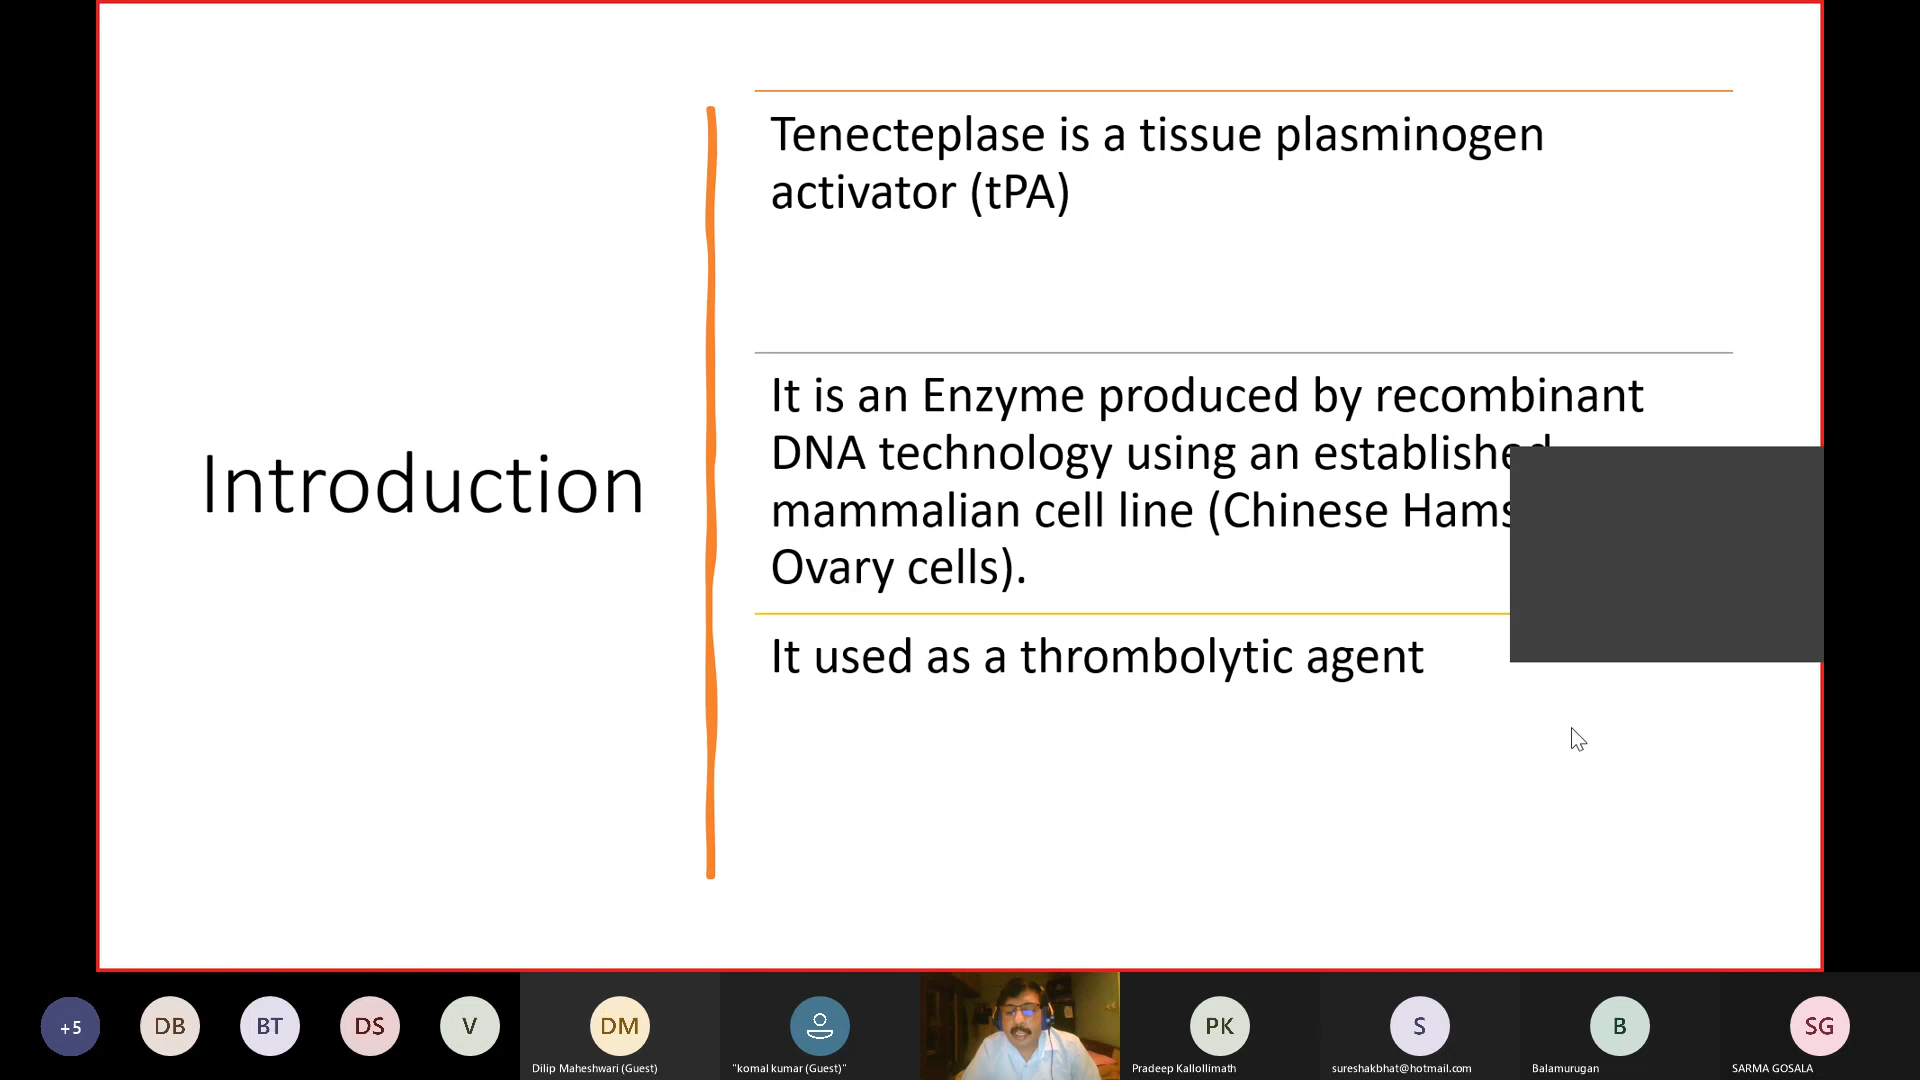 Introduction
Tenecteplase is a tissue plasminogen
activator (tPA)
It is an Enzyme produced by recombinant
DNA technology using an established
mammalian cell line (Chinese Hams
Ovary cells).
It used as a thrombolytic agent
+5
DB
BT
DS
V
DM
PK
S
B
SG
Dilip Maheshwari (Guest)
"komal kumar (Guest)"
Pradeep Kallollimath
sureshakbhat@hotmail.com
Balamurugan
SARMA GOSALA